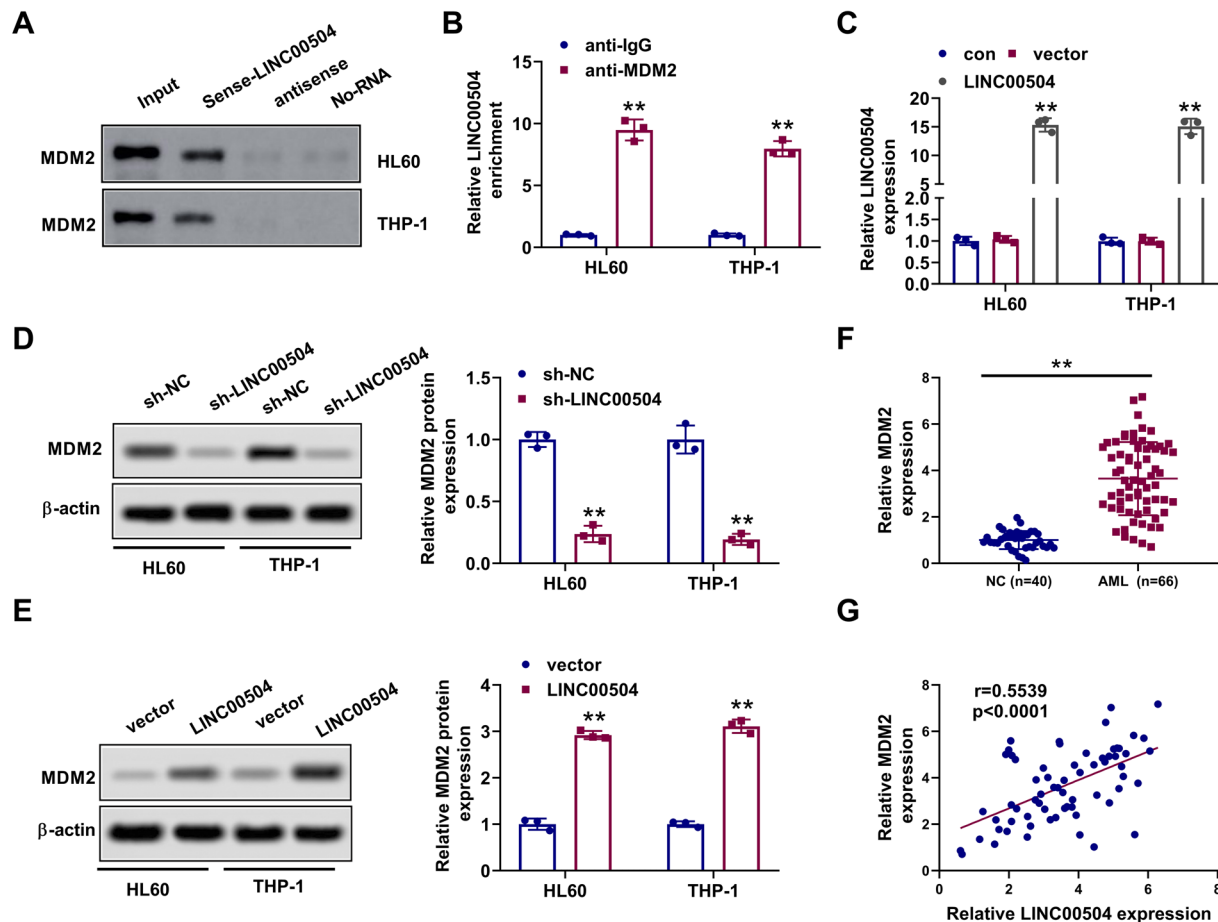 A
Input
Sense-LINC00504
antisense
No-RNA
MDM2
HL60
MDM2
THP-1
B
anti-IgG
anti-MDM2
Relative LINC00504
enrichment
15
10
5
0
**
**
HL60
THP-1
C
con
vector
LINC00504
Relative LINC00504
expression
20
15
10
5
1.5
1.0
0.5
0.0
**
**
HL60
THP-1
D
sh-NC
sh-LINC00504
sh-NC
sh-LINC00504
MDM2
β-actin
HL60
THP-1
sh-NC
sh-LINC00504
Relative MDM2 protein
expression
1.5
1.0
0.5
0.0
**
**
HL60
THP-1
F
**
Relative MDM2
expression
8
6
4
2
0
NC (n=40)
AML (n=66)
E
vector
LINC00504
vector
LINC00504
MDM2
β-actin
HL60
THP-1
vector
LINC00504
Relative MDM2 protein
expression
4
3
2
1
0
**
**
HL60
THP-1
G
r=0.5539
p<0.0001
Relative MDM2
expression
8
6
4
2
0
0
2
4
6
8
Relative LINC00504 expression